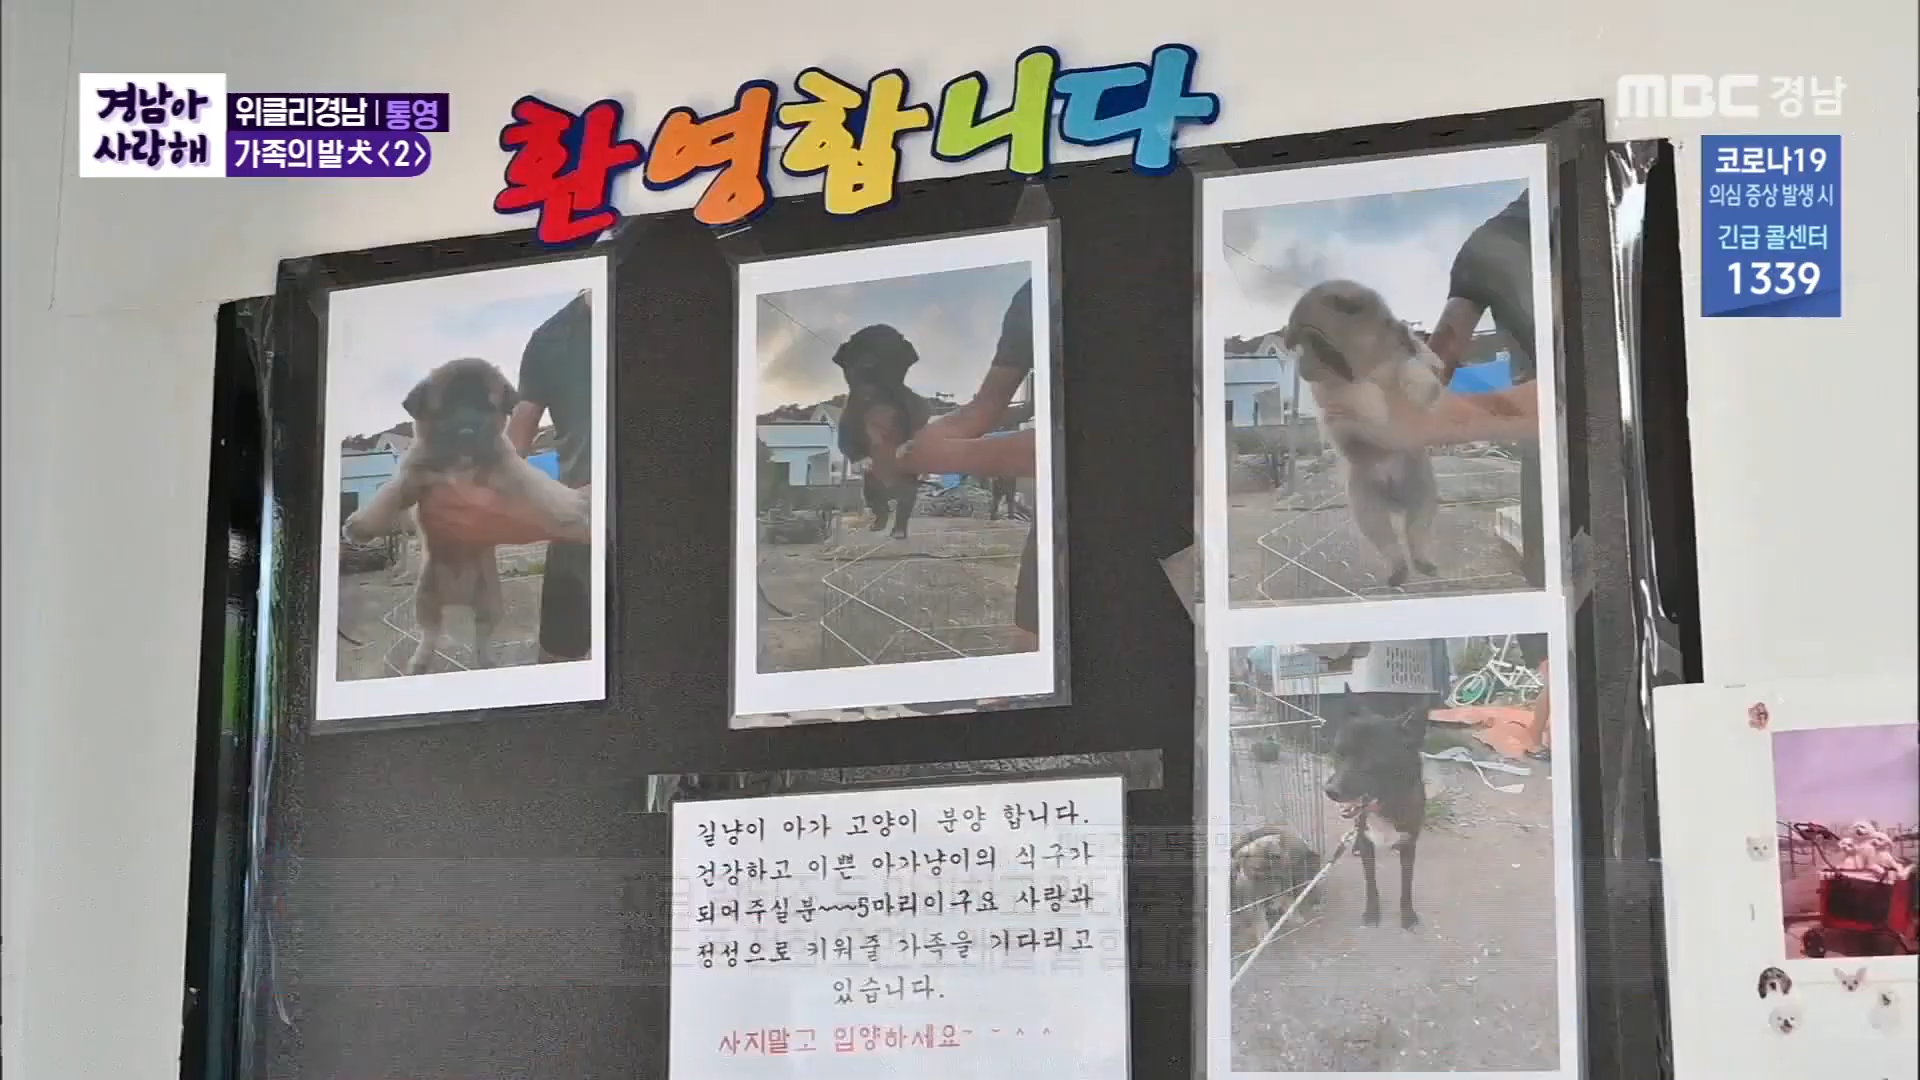 경남아
사랑해
위클리경남 | 통영
가족의 발犬<2>
환영합니다
MBC 경남
코로나19
의심 증상 발생 시
긴급 콜센터
1339
길냥이 아가 고양이 분양 합니다.
건강하고 이쁜 아가냥이의 식구가
되어주실분~~~5마리이구요 사랑과
정성으로 키워줄 가족을 기다리고
있습니다.
사지말고 입양하세요~ ~ ^ ^